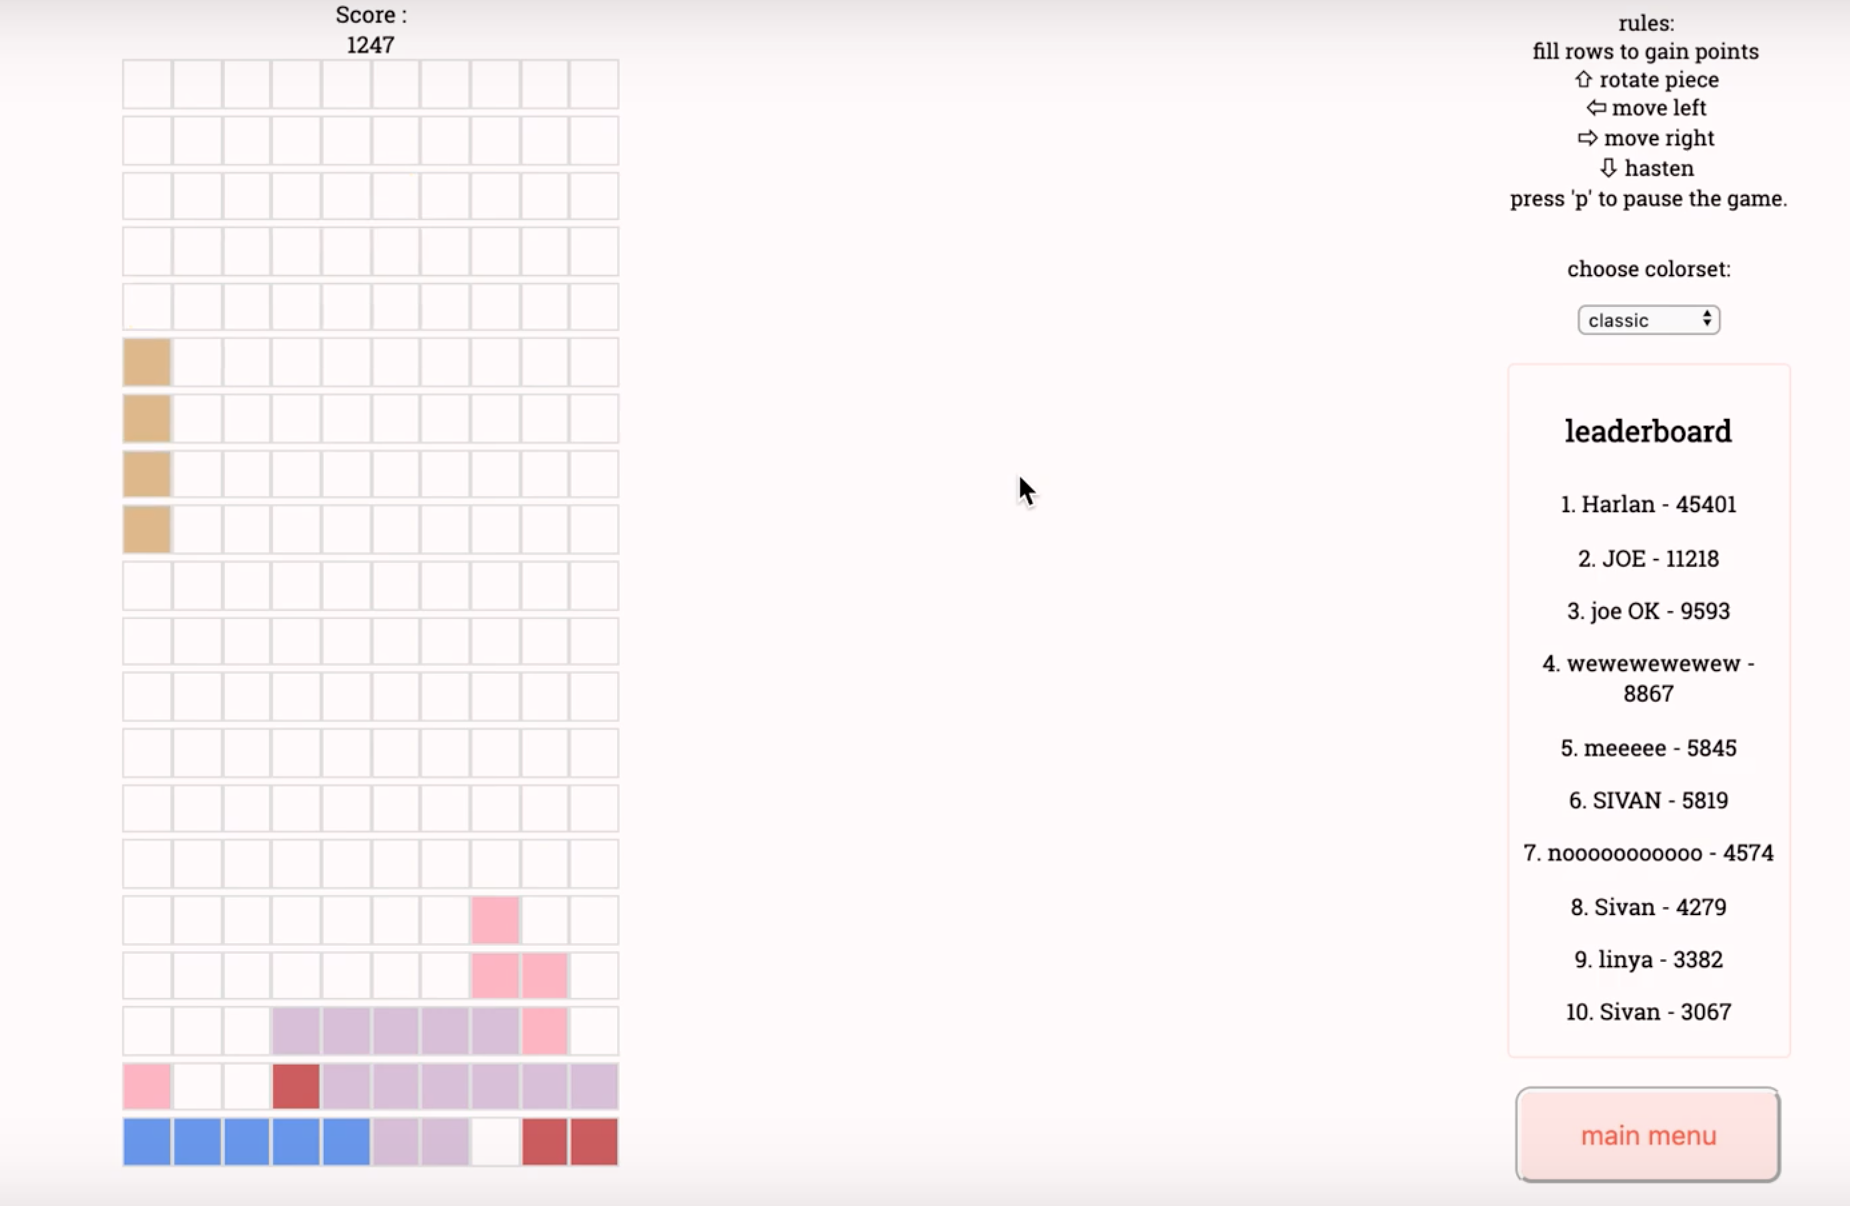 Score :
1247
rules:
fill rows to gain points
⇧ rotate piece
⇦ move left
⇨ move right
⇩ hasten
press 'p' to pause the game.
choose colorset:
classic
leaderboard
1. Harlan - 45401
2. JOE - 11218
3. joe OK - 9593
4. wewewewewew -
8867
5. meeeee - 5845
6. SIVAN - 5819
7. nooooooooooo - 4574
8. Sivan - 4279
9. linya - 3382
10. Sivan - 3067
main menu